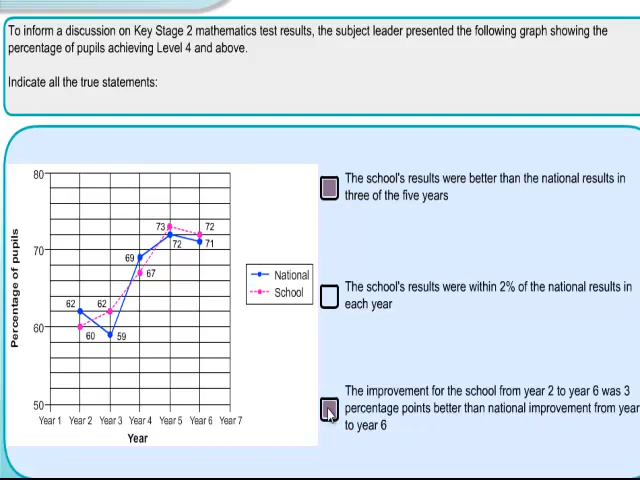 To inform a discussion on Key Stage 2 mathematics test results, the subject leader presented the following graph showing the
percentage of pupils achieving Level 4 and above.
Indicate all the true statements:
80
70
60
50
Percentage of pupils
62
62
60
59
69
67
73
72
72
71
National
School
Year 1 Year 2 Year 3 Year 4 Year 5 Year 6 Year 7
Year
The school's results were better than the national results in
three of the five years
The school's results were within 2% of the national results in
each year
The improvement for the school from year 2 to year 6 was 3
percentage points better than national improvement from year
to year 6